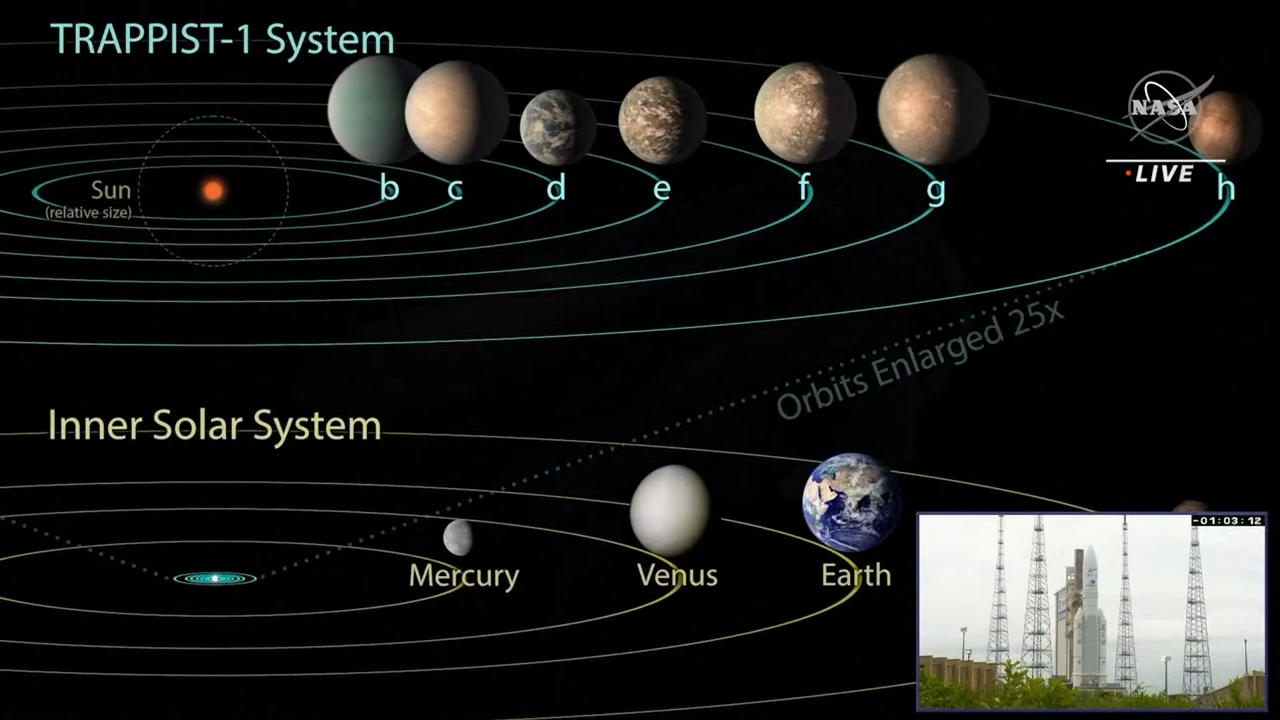 TRAPPIST-1 System
NASA
LIVE
Sun
(relative size)
b
c
d
e
f
g
h
Orbits Enlarged 25x
Inner Solar System
Mercury
Venus
Earth
-01:03:12